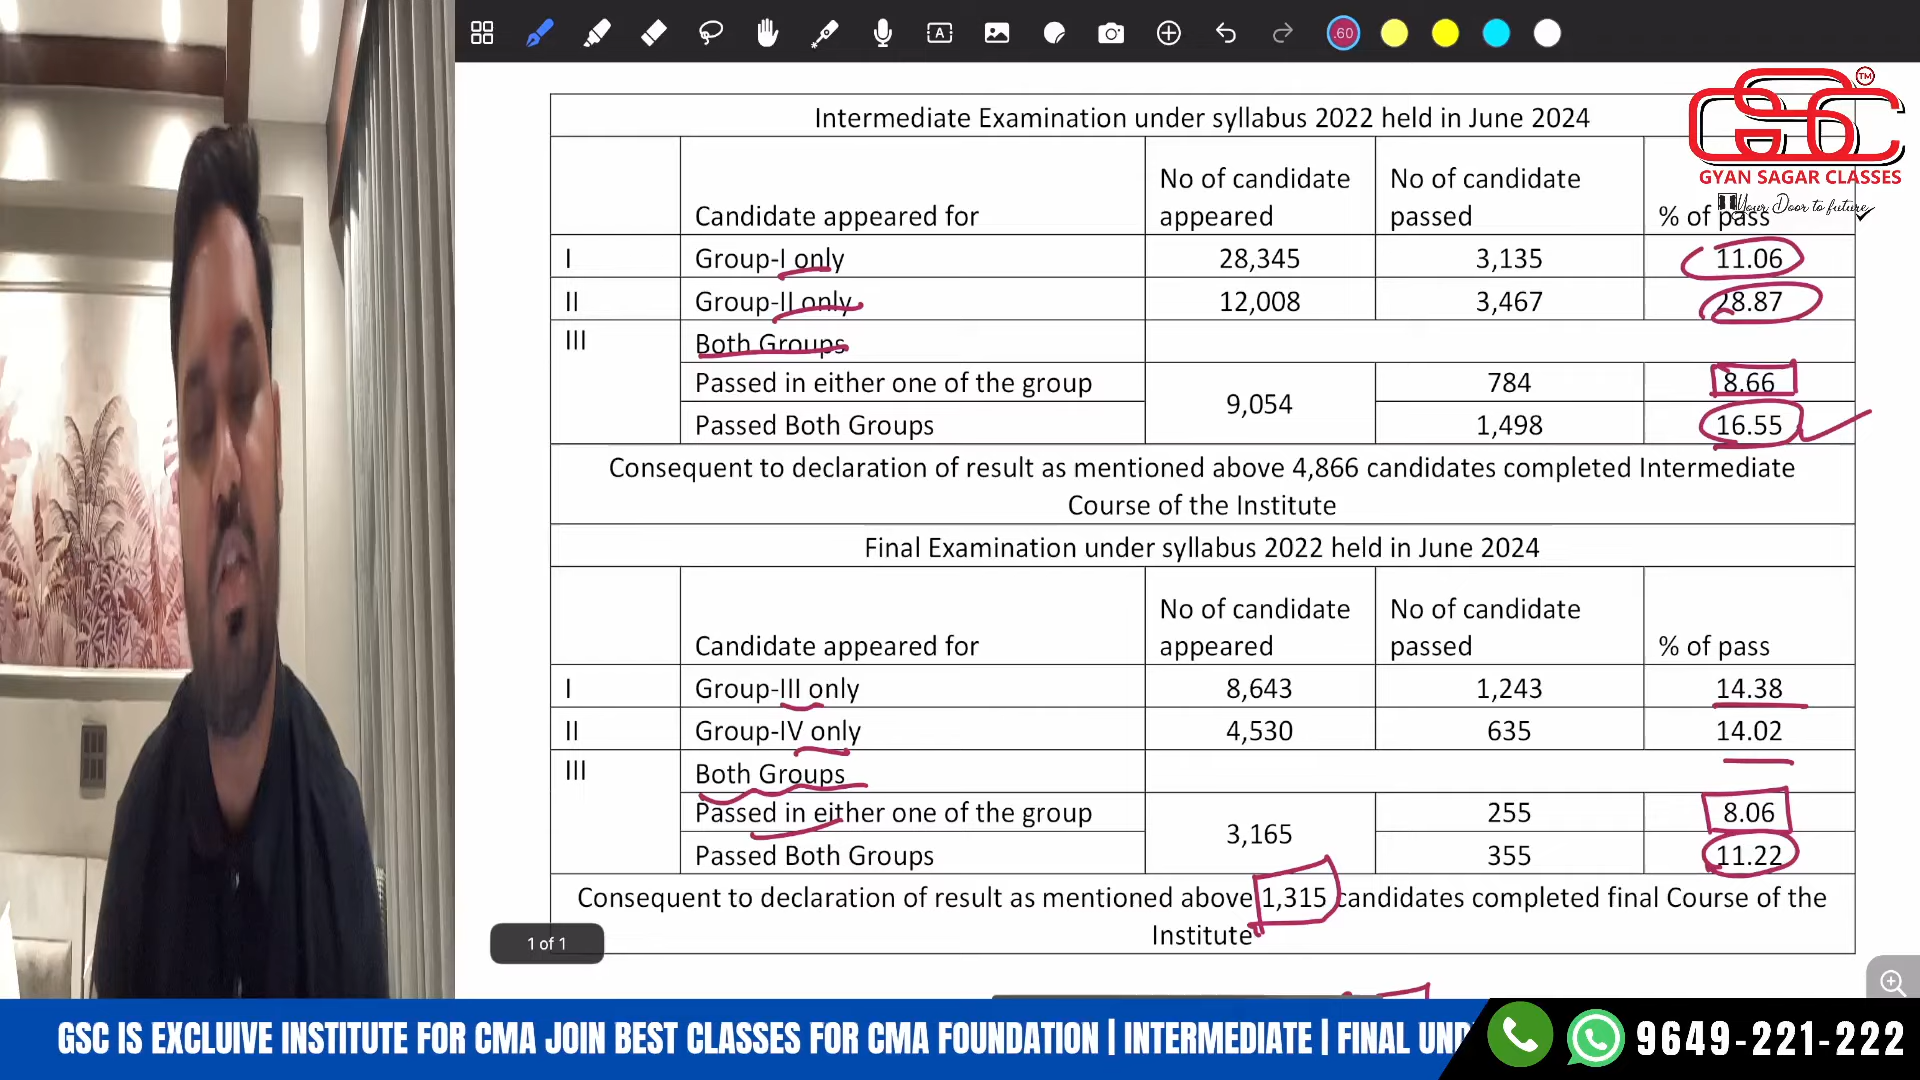 .60
A
GSC
TM
GYAN SAGAR CLASSES
Your Door to future
Intermediate Examination under syllabus 2022 held in June 2024
Candidate appeared for
No of candidate appeared
No of candidate passed
% of pass
I Group-I only 28,345 3,135 11.06
II Group-II only 12,008 3,467 28.87
III Both Groups
Passed in either one of the group 9,054 784 8.66
Passed Both Groups 1,498 16.55
Consequent to declaration of result as mentioned above 4,866 candidates completed Intermediate
Course of the Institute
Final Examination under syllabus 2022 held in June 2024
Candidate appeared for
No of candidate appeared
No of candidate passed
% of pass
I Group-III only 8,643 1,243 14.38
II Group-IV only 4,530 635 14.02
III Both Groups
Passed in either one of the group 3,165 255 8.06
Passed Both Groups 355 11.22
Consequent to declaration of result as mentioned above 1,315 candidates completed final Course of the
Institute
1 of 1
GSC IS EXCLUIVE INSTITUTE FOR CMA JOIN BEST CLASSES FOR CMA FOUNDATION | INTERMEDIATE | FINAL
9649-221-222